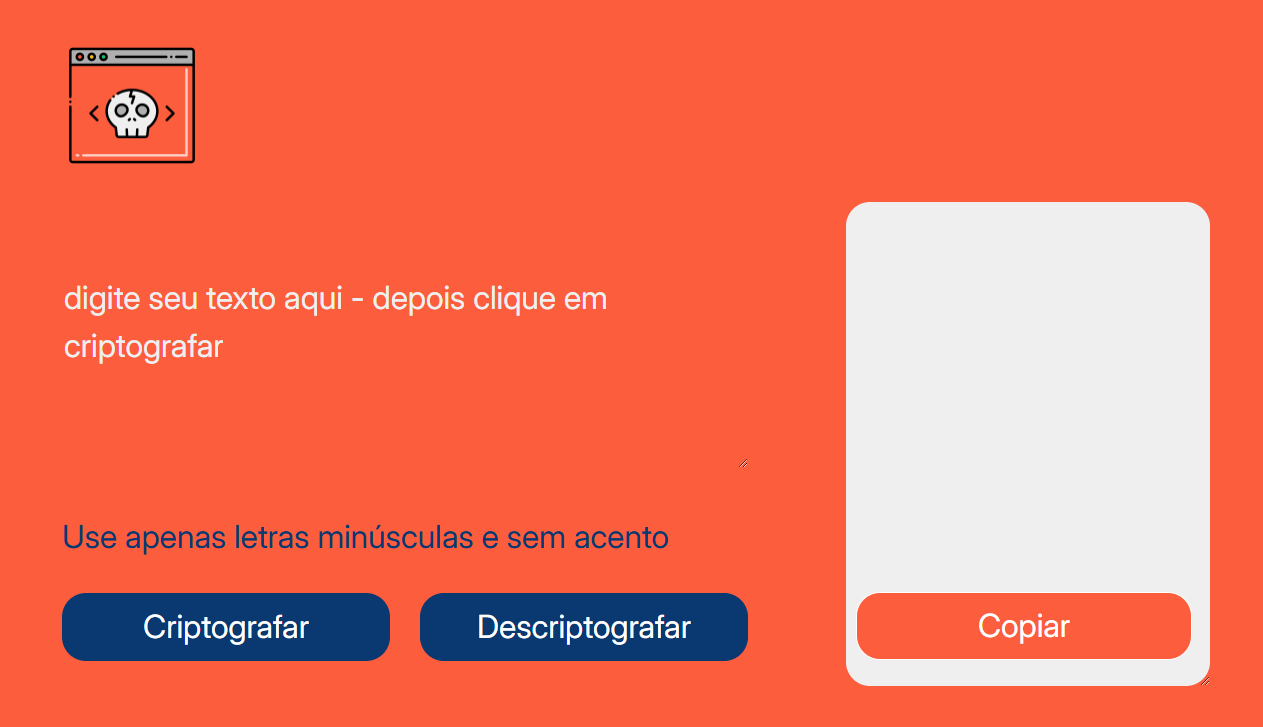 digite seu texto aqui - depois clique em
criptografar
Use apenas letras minúsculas e sem acento
Criptografar
Descriptografar
Copiar